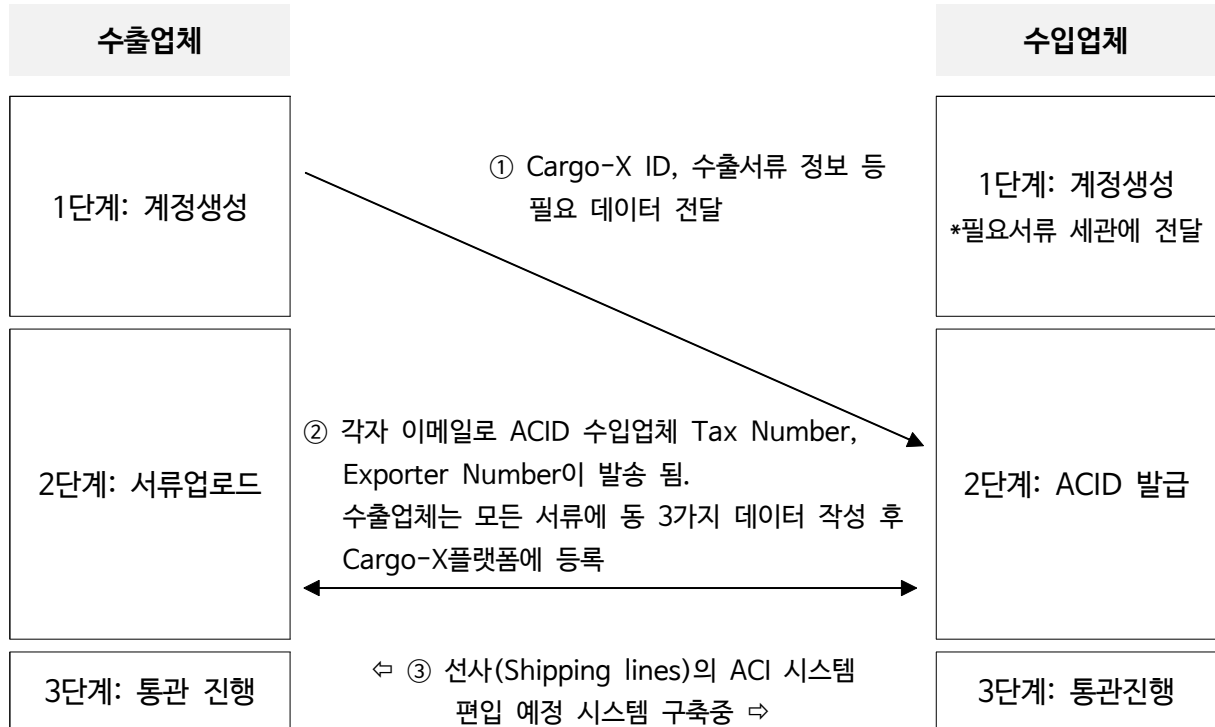 수출업체
수입업체
1단계: 계정생성
① Cargo-X ID, 수출서류 정보 등
필요 데이터 전달
1단계: 계정생성
*필요서류 세관에 전달
2단계: 서류업로드
② 각자 이메일로 ACID 수입업체 Tax Number,
Exporter Number이 발송 됨.
수출업체는 모든 서류에 동 3가지 데이터 작성 후
Cargo-X플랫폼에 등록
2단계: ACID 발급
3단계: 통관 진행
⇦ ③ 선사(Shipping lines)의 ACI 시스템
편입 예정 시스템 구축중 ⇨
3단계: 통관진행